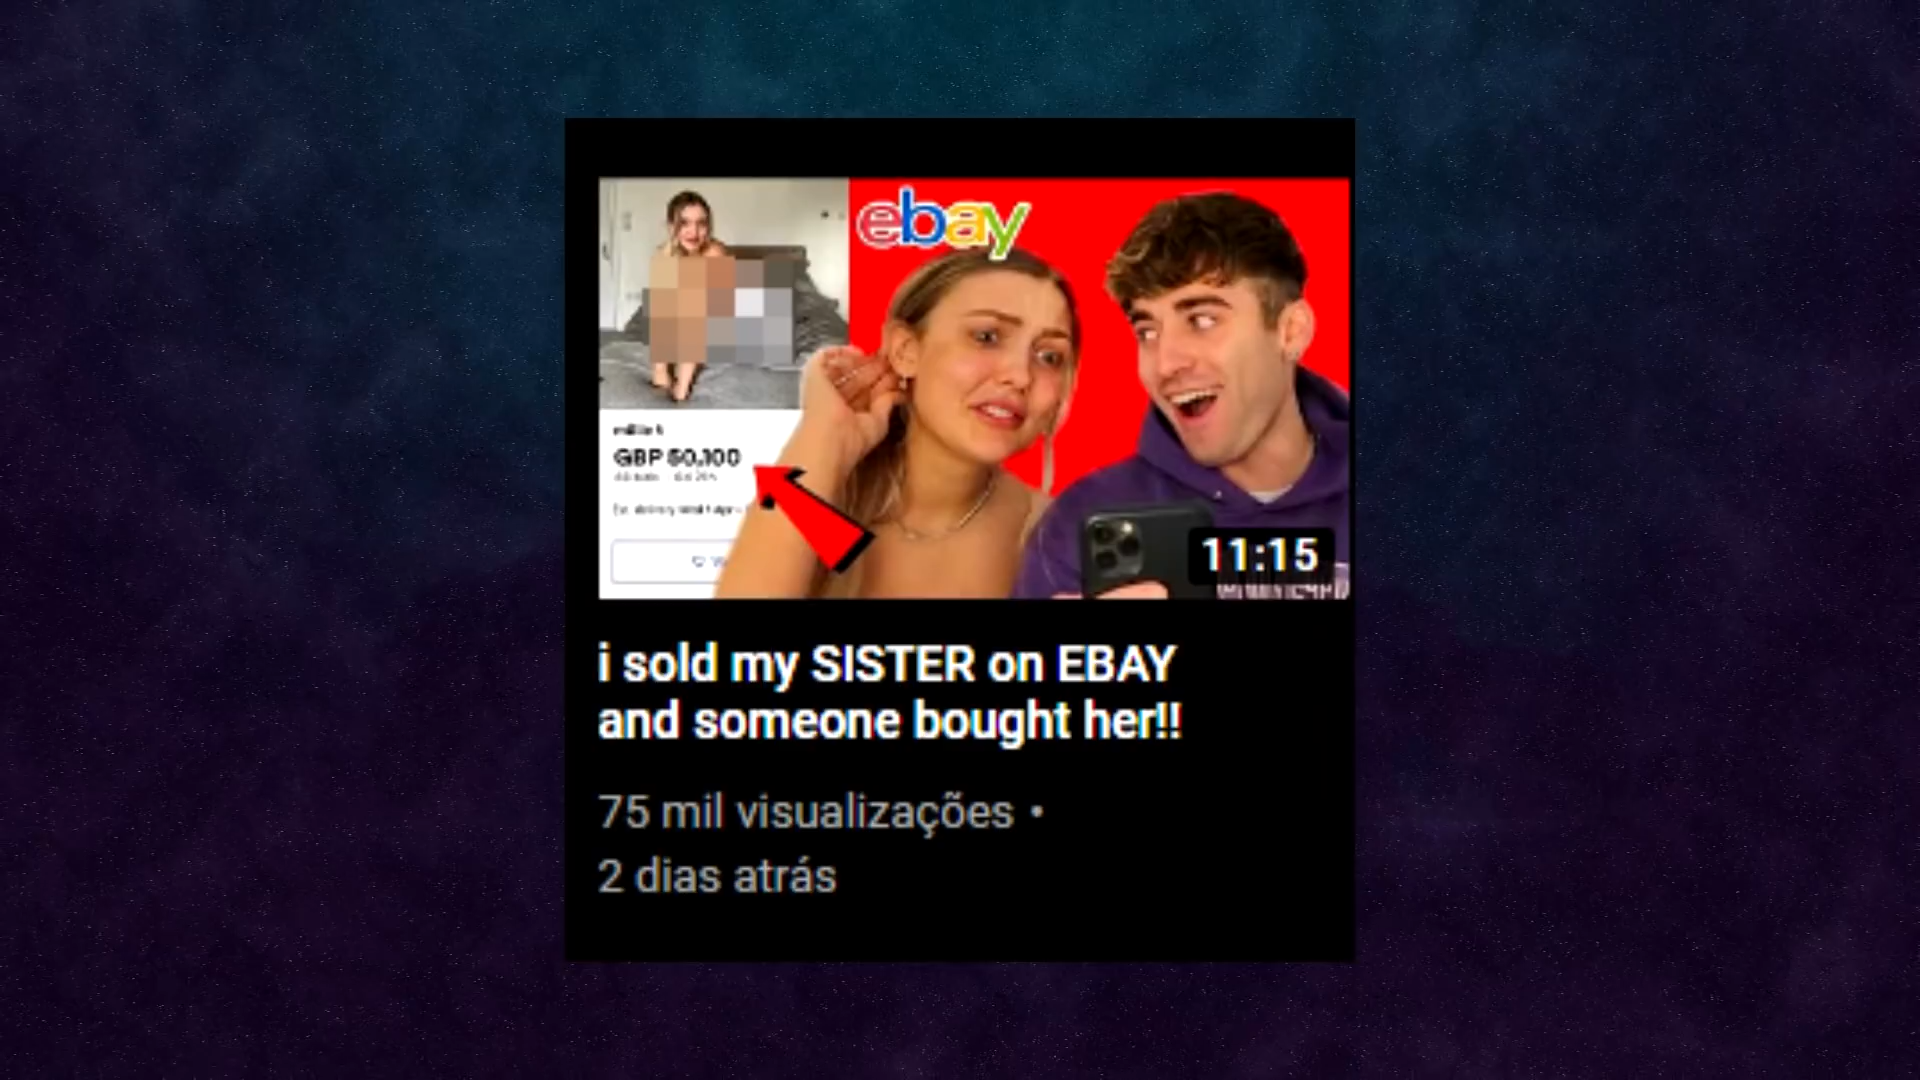 ebay
GBP 50,100
11:15
i sold my SISTER on EBAY
and someone bought her!!
75 mil visualizações •
2 dias atrás